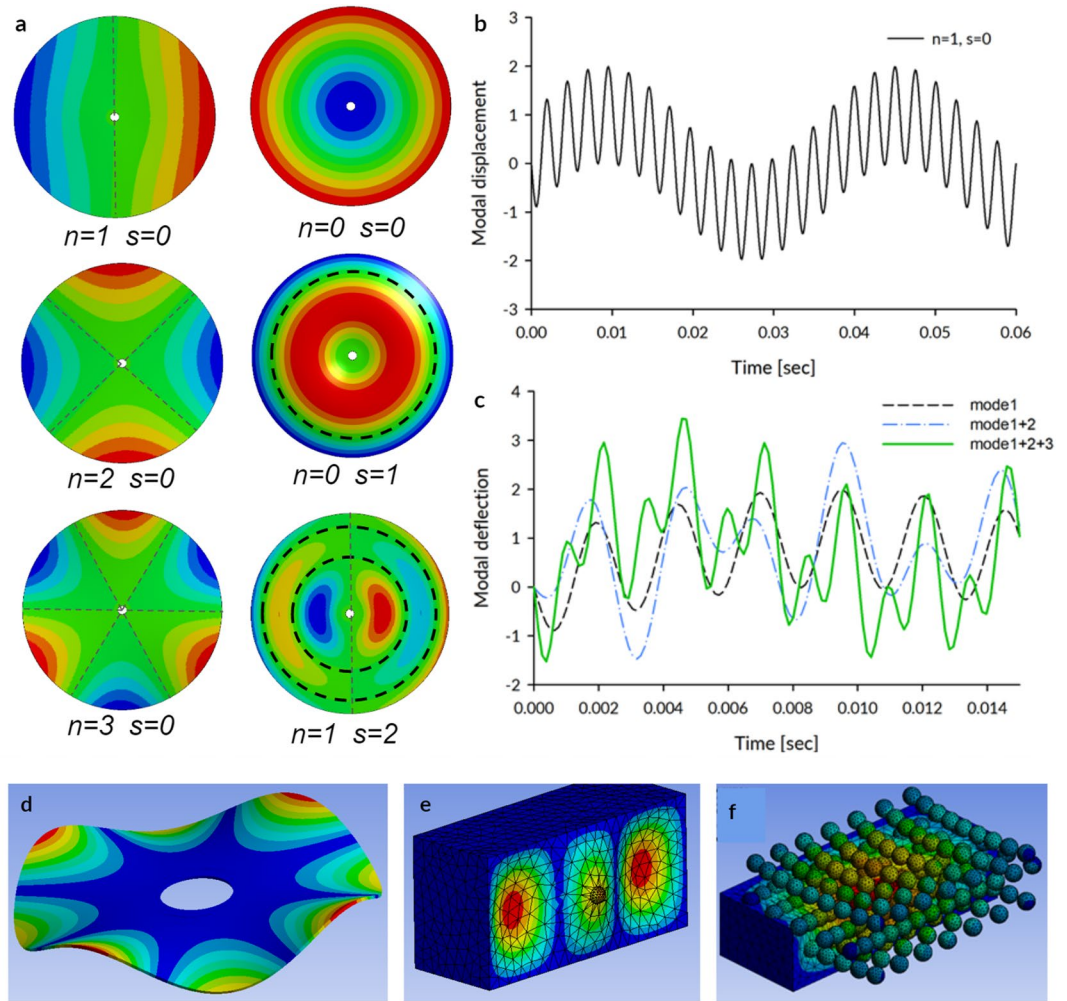 a
n=1 s=0
n=0 s=0
n=2 s=0
n=0 s=1
n=3 s=0
n=1 s=2
b
n=1, s=0
Modal displacement
3
2
1
0
-1
-2
-3
0.00 0.01 0.02 0.03 0.04 0.05 0.06
Time [sec]
c
mode1
mode1+2
mode1+2+3
Modal deflection
4
3
2
1
0
-1
-2
0.000 0.002 0.004 0.006 0.008 0.010 0.012 0.014
Time [sec]
d
e
f